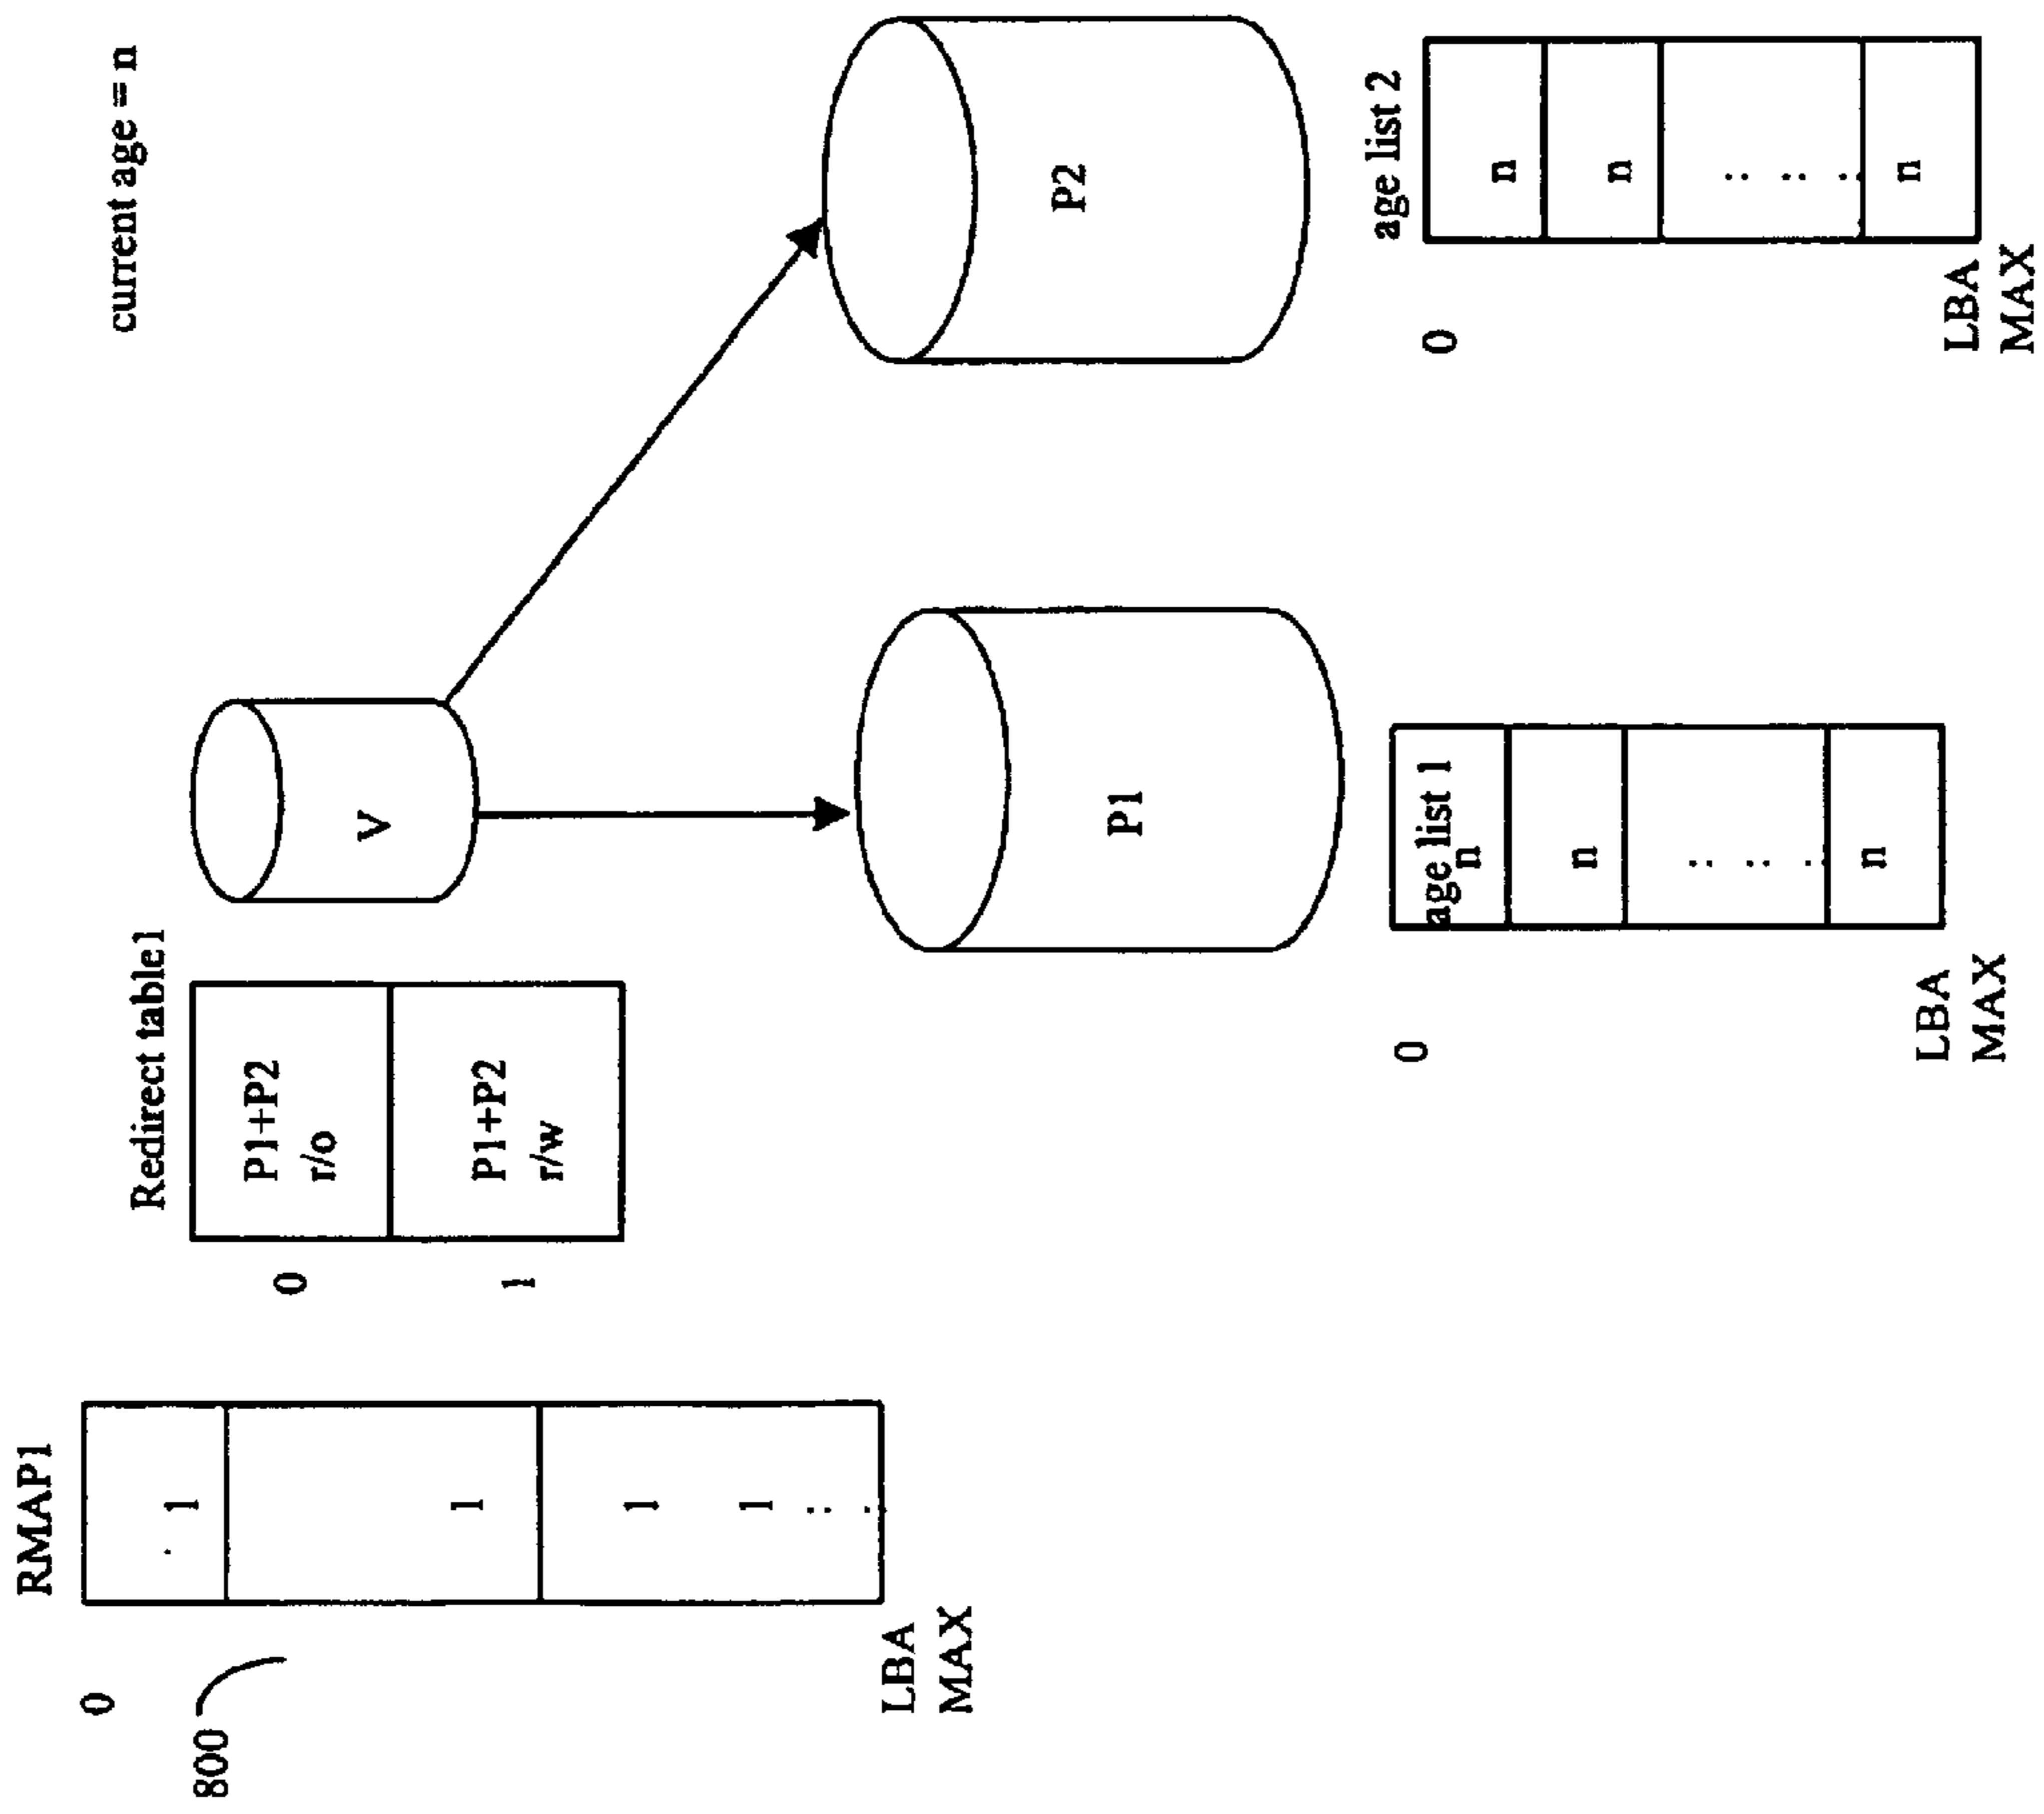 RMAP1
0
800
. 1
1
1
1
:
.
LBA
MAX
Redirect table1
0
P1+P2
r/o
1
P1+P2
r/w
V
current age = n
P1
P2
age list 1
0
n
n
:
:
.
n
LBA
MAX
age list 2
0
n
n
:
:
:
n
LBA
MAX